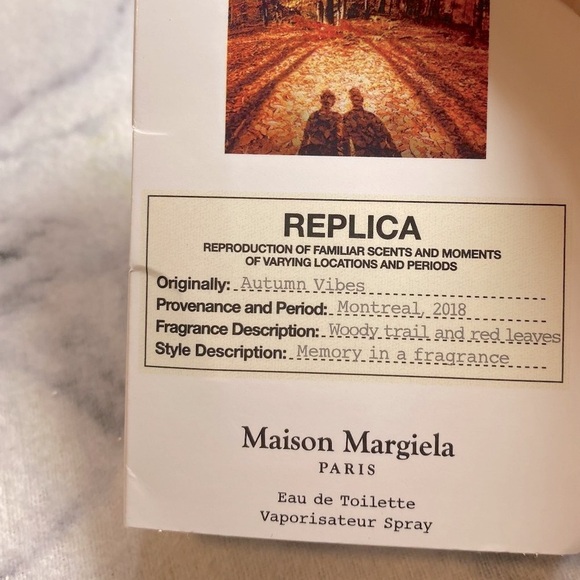 REPLICA
REPRODUCTION OF FAMILIAR SCENTS AND MOMENTS
OF VARYING LOCATIONS AND PERIODS
Originally: Autumn Vibes
Provenance and Period: Montreal, 2018
Fragrance Description: Woody trail and red leaves
Style Description: Memory in a fragrance
Maison Margiela
PARIS
Eau de Toilette
Vaporisateur Spray